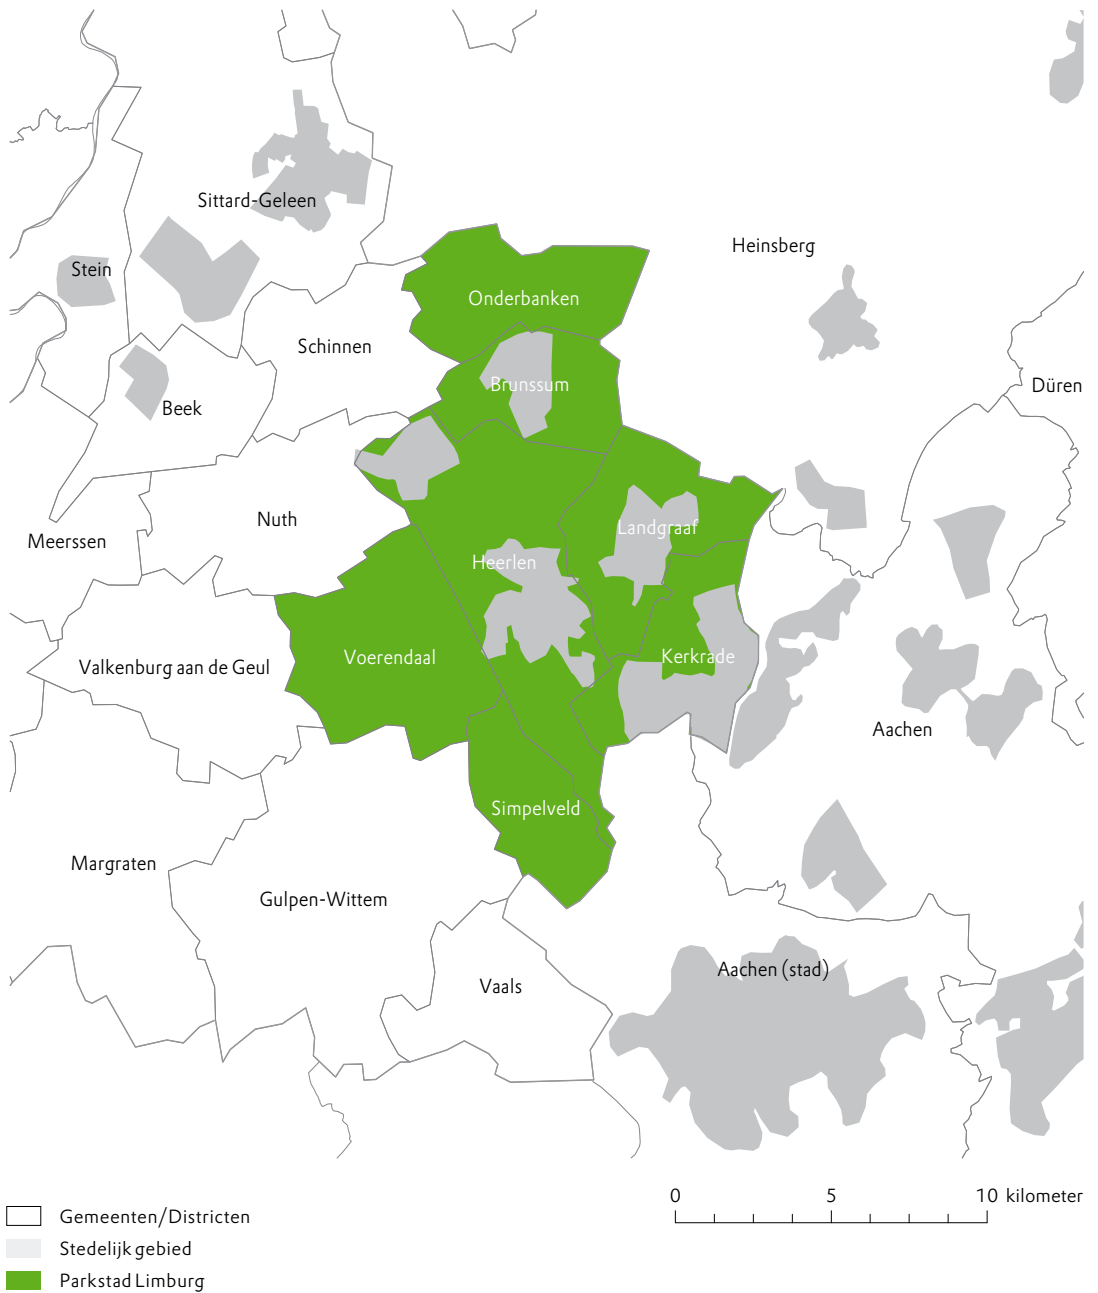 Sittard-Geleen
Heinsberg
Stein
Onderbanken
Schinnen
Brunssum
Düren
Beek
Nuth
Landgraaf
Meerssen
Heerlen
Voerendaal
Kerkrade
Valkenburg aan de Geul
Aachen
Simpelveld
Margraten
Gulpen-Wittem
Aachen (stad)
Vaals
0 5 10 kilometer
Gemeenten/Districten
Stedelijk gebied
Parkstad Limburg